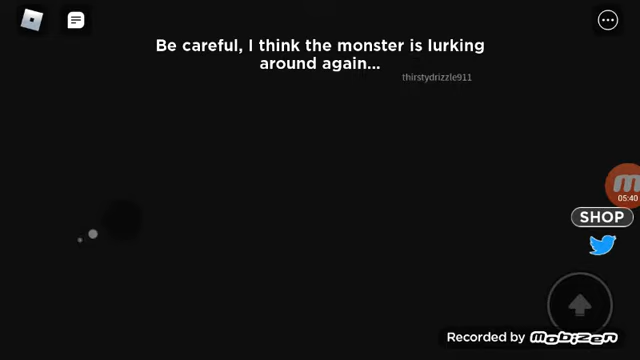 Be careful, I think the monster is lurking
around again...
thirstydrizzle911
05:40
SHOP
Recorded by Mobizen